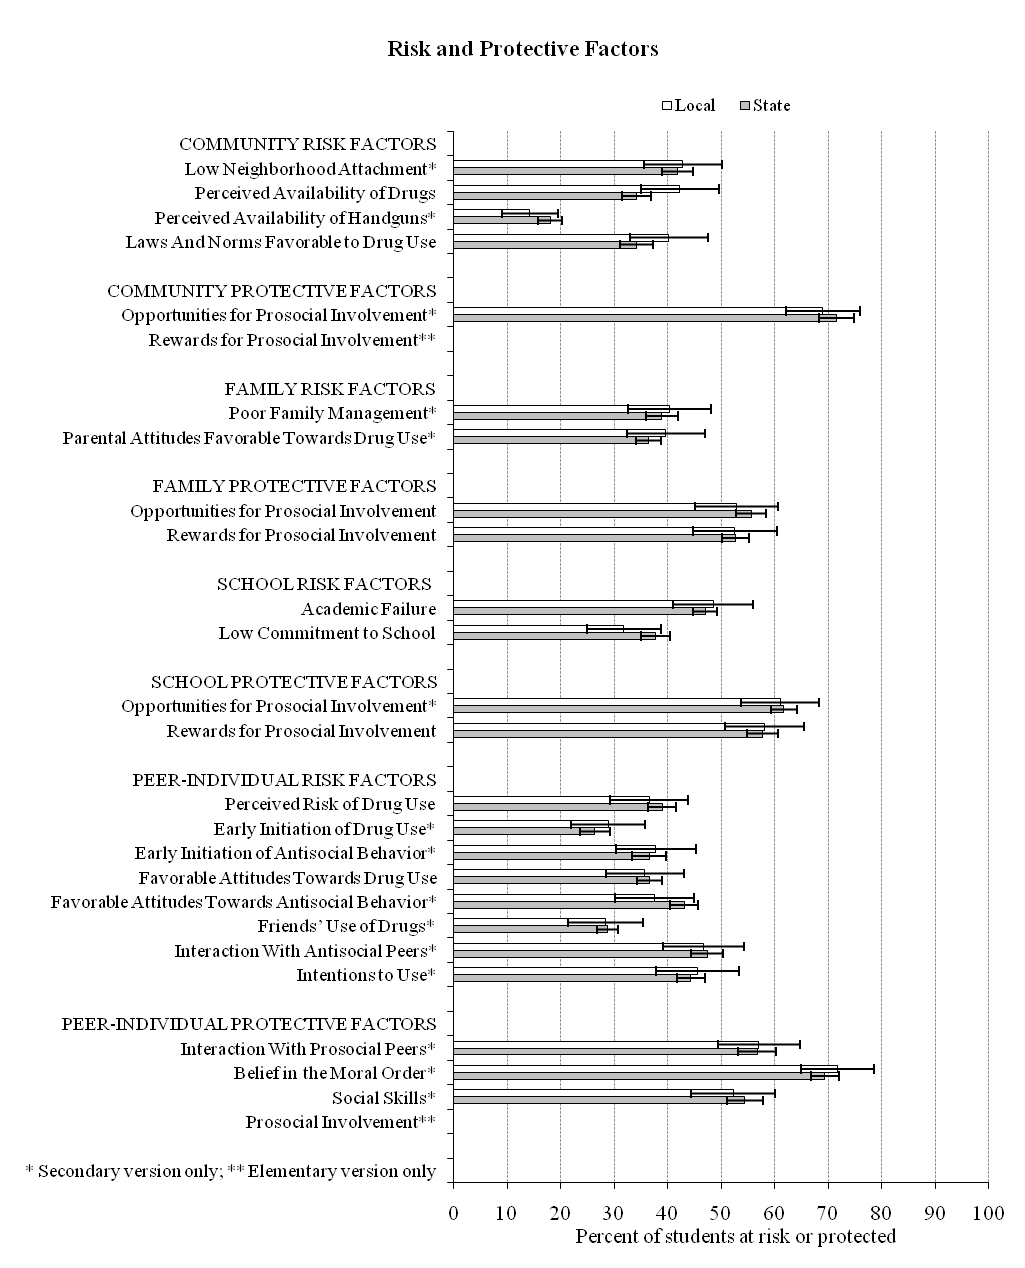 Risk and Protective Factors
Local State
COMMUNITY RISK FACTORS
Low Neighborhood Attachment*
Perceived Availability of Drugs
Perceived Availability of Handguns*
Laws And Norms Favorable to Drug Use
COMMUNITY PROTECTIVE FACTORS
Opportunities for Prosocial Involvement*
Rewards for Prosocial Involvement**
FAMILY RISK FACTORS
Poor Family Management*
Parental Attitudes Favorable Towards Drug Use*
FAMILY PROTECTIVE FACTORS
Opportunities for Prosocial Involvement
Rewards for Prosocial Involvement
SCHOOL RISK FACTORS
Academic Failure
Low Commitment to School
SCHOOL PROTECTIVE FACTORS
Opportunities for Prosocial Involvement*
Rewards for Prosocial Involvement
PEER-INDIVIDUAL RISK FACTORS
Perceived Risk of Drug Use
Early Initiation of Drug Use*
Early Initiation of Antisocial Behavior*
Favorable Attitudes Towards Drug Use
Favorable Attitudes Towards Antisocial Behavior*
Friends' Use of Drugs*
Interaction With Antisocial Peers*
Intentions to Use*
PEER-INDIVIDUAL PROTECTIVE FACTORS
Interaction With Prosocial Peers*
Belief in the Moral Order*
Social Skills*
Prosocial Involvement**
* Secondary version only; ** Elementary version only
0 10 20 30 40 50 60 70 80 90 100
Percent of students at risk or protected